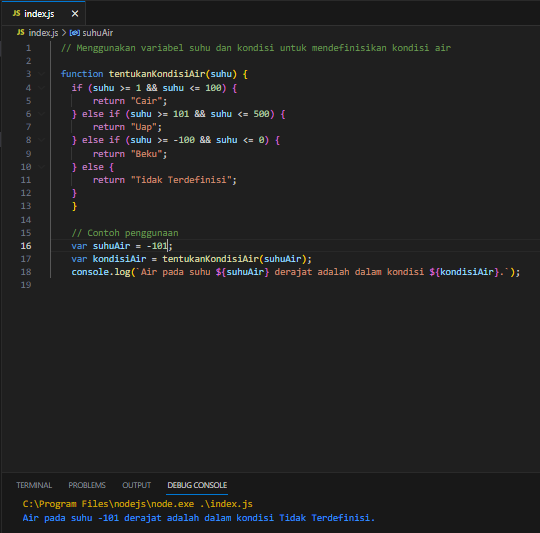 JS index.js ×
JS index.js > [∅] suhuAir
1 // Menggunakan variabel suhu dan kondisi untuk mendefinisikan kondisi air
2
3 function tentukanKondisiAir(suhu) {
4 if (suhu >= 1 && suhu <= 100) {
5 return "Cair";
6 } else if (suhu >= 101 && suhu <= 500) {
7 return "Uap";
8 } else if (suhu >= -100 && suhu <= 0) {
9 return "Beku";
10 } else {
11 return "Tidak Terdefinisi";
12 }
13 }
14
15 // Contoh penggunaan
16 var suhuAir = -101;
17 var kondisiAir = tentukanKondisiAir(suhuAir);
18 console.log(`Air pada suhu ${suhuAir} derajat adalah dalam kondisi ${kondisiAir}.`);
19
TERMINAL PROBLEMS OUTPUT DEBUG CONSOLE
C:\Program Files\nodejs\node.exe .\index.js
Air pada suhu -101 derajat adalah dalam kondisi Tidak Terdefinisi.